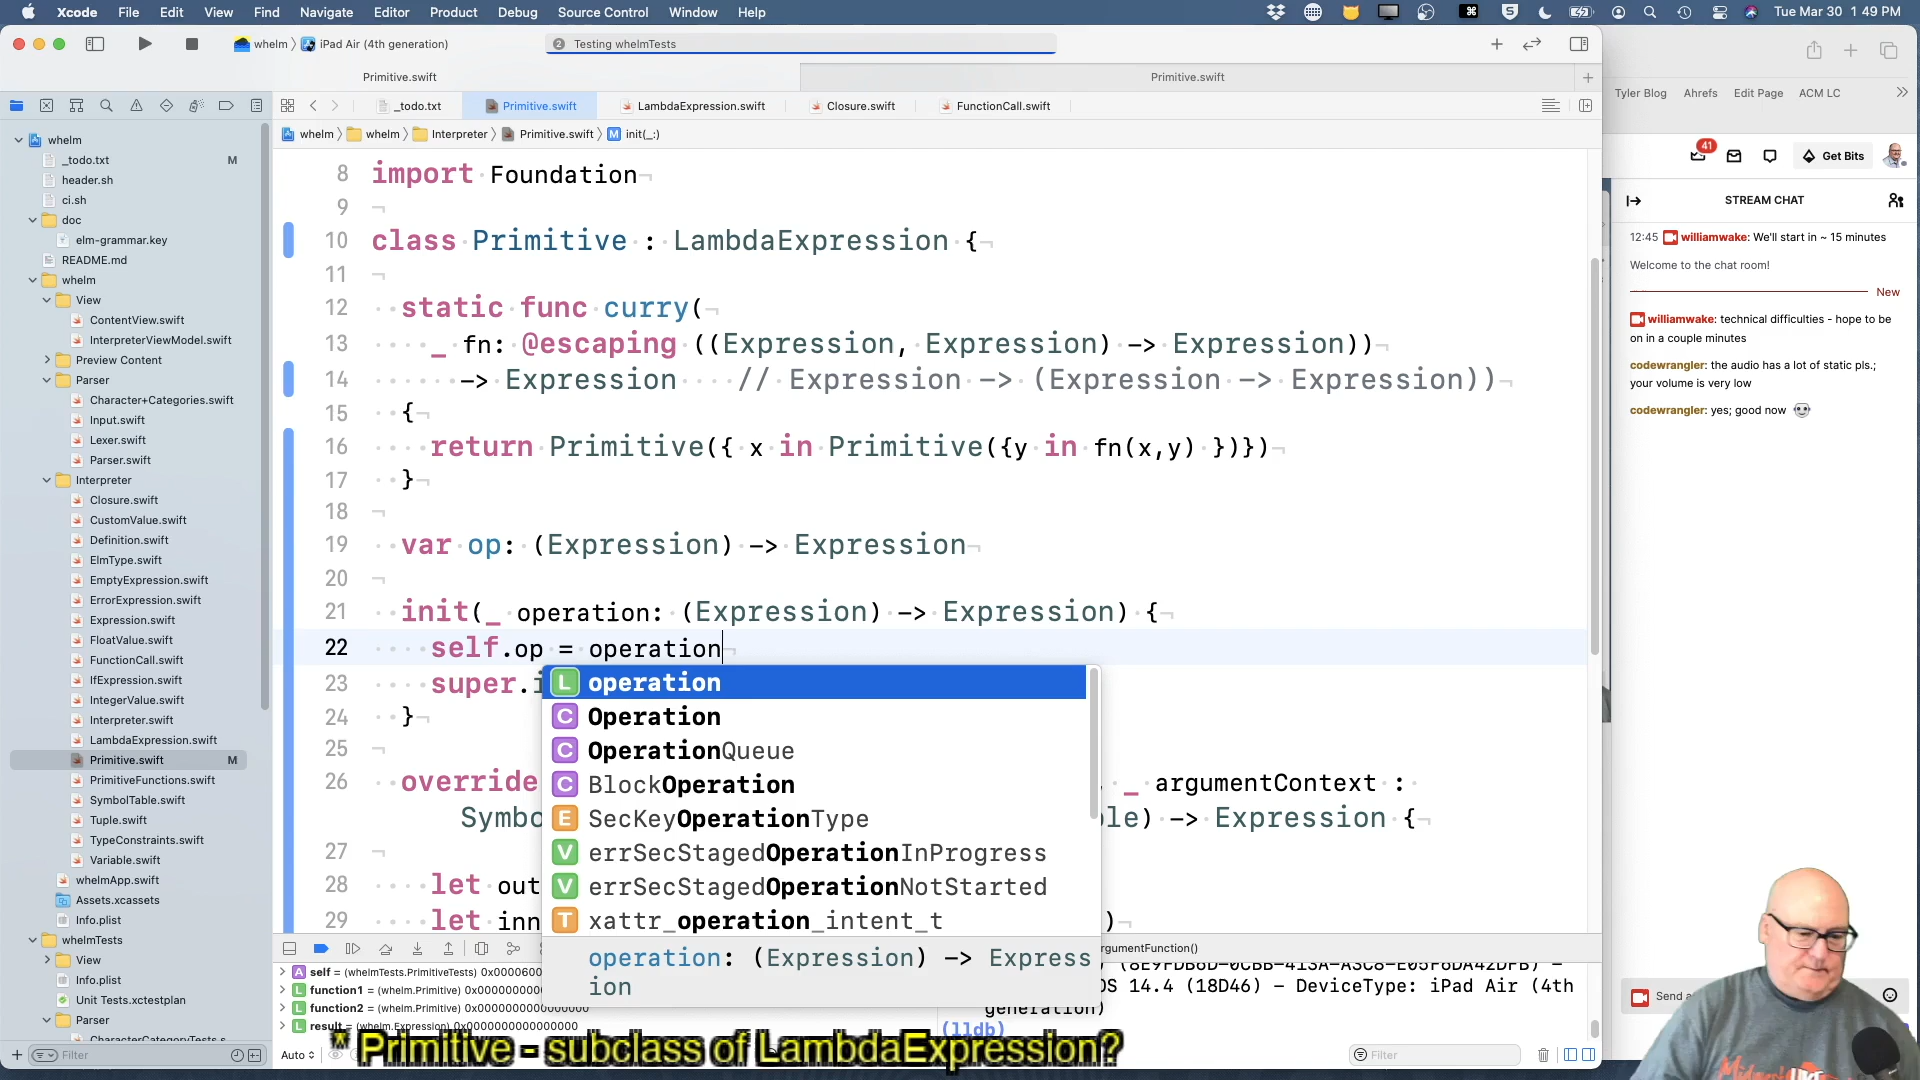 Xcode File Edit View Find Navigate Editor Product Debug Source Control Window Help
Tue Mar 30 1:49 PM
whelm
iPad Air (4th generation)
2 Testing whelmTests
Primitive.swift
Primitive.swift
_todo.txt Primitive.swift LambdaExpression.swift Closure.swift FunctionCall.swift
whelm whelm Interpreter Primitive.swift M init(_:)
whelm
_todo.txt M
header.sh
ci.sh
doc
elm-grammar.key
README.md
whelm
View
ContentView.swift
InterpreterViewModel.swift
Preview Content
Parser
Character+Categories.swift
Input.swift
Lexer.swift
Parser.swift
Interpreter
Closure.swift
CustomValue.swift
Definition.swift
ElmType.swift
EmptyExpression.swift
ErrorExpression.swift
Expression.swift
FloatValue.swift
FunctionCall.swift
IfExpression.swift
IntegerValue.swift
Interpreter.swift
LambdaExpression.swift
Primitive.swift M
PrimitiveFunctions.swift
SymbolTable.swift
Tuple.swift
TypeConstraints.swift
Variable.swift
whelmApp.swift
Assets.xcassets
Info.plist
whelmTests
View
Info.plist
Unit Tests.xctestplan
Parser
CharacterCategoryTests.s
Filter
8 import Foundation
9
10 class Primitive : LambdaExpression {
11
12 static func curry(
13 _ fn: @escaping ((Expression, Expression) -> Expression))
14 -> Expression // Expression -> (Expression -> Expression))
15 {
16 return Primitive({ x in Primitive({y in fn(x,y) })})
17 }
18
19 var op: (Expression) -> Expression
20
21 init(_ operation: (Expression) -> Expression) {
22 self.op = operation
23 super.i
24 }
25
26 override _ argumentContext :
Symbo le) -> Expression {
27
28 let out
29 let inn )
L operation
C Operation
C OperationQueue
C BlockOperation
E SecKeyOperationType
V errSecStagedOperationInProgress
V errSecStagedOperationNotStarted
T xattr_operation_intent_t
operation: (Expression) -> Express
ion
rgumentFunction()
A self = (whelmTests.PrimitiveTests) 0x0000600
L function1 = (whelm.Primitive) 0x000000000
L function2 = (whelm.Primitive) 0x0000000000000000
L result = (whelm.Expression) 0x0000000000000000
Auto
OS 14.4 (18D46) - DeviceType: iPad Air (4th
generation)
(lldb)
Filter
* Primitive - subclass of LambdaExpression?
Tyler Blog Ahrefs Edit Page ACM LC
41
Get Bits
STREAM CHAT
12:45 williamwake: We'll start in ~ 15 minutes
Welcome to the chat room!
New
williamwake: technical difficulties - hope to be
on in a couple minutes
codewrangler: the audio has a lot of static pls.;
your volume is very low
codewrangler: yes; good now
Send a